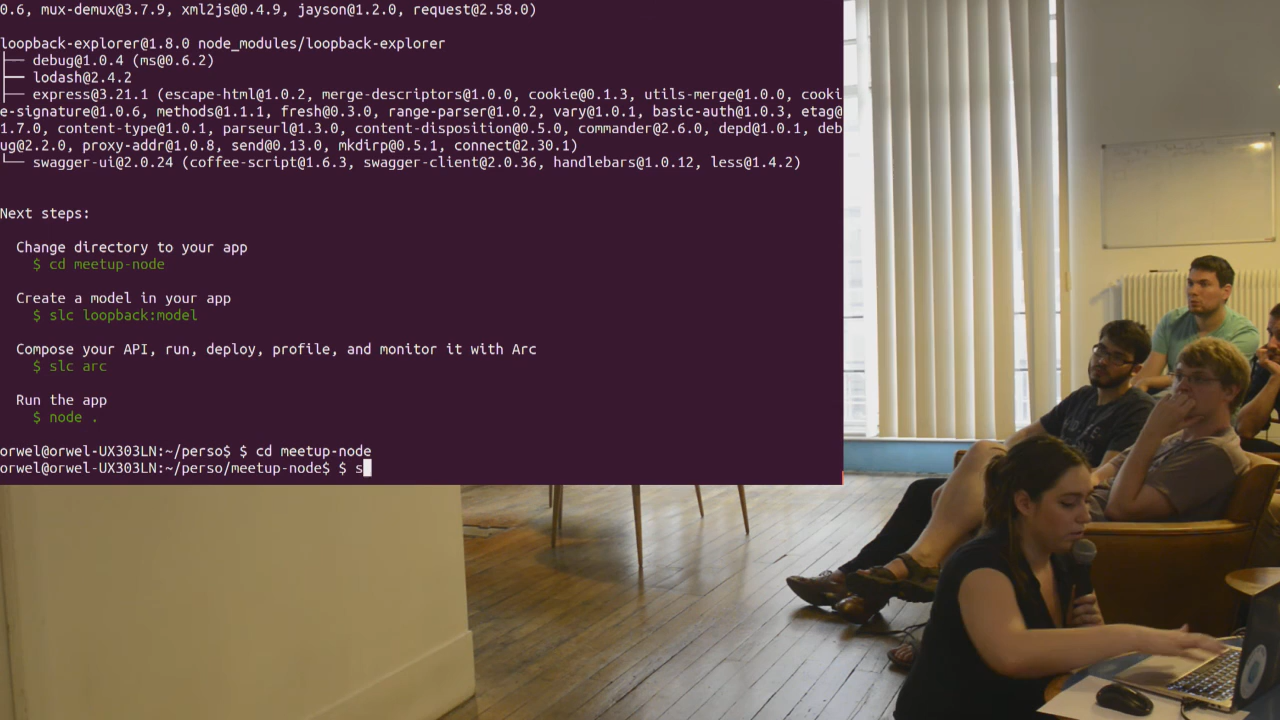 0.6, mux-demux@3.7.9, xml2js@0.4.9, jayson@1.2.0, request@2.58.0)
loopback-explorer@1.8.0 node_modules/loopback-explorer
├── debug@1.0.4 (ms@0.6.2)
├── lodash@2.4.2
├── express@3.21.1 (escape-html@1.0.2, merge-descriptors@1.0.0, cookie@0.1.3, utils-merge@1.0.0, cooki
e-signature@1.0.6, methods@1.1.1, fresh@0.3.0, range-parser@1.0.2, vary@1.0.1, basic-auth@1.0.3, etag@
1.7.0, content-type@1.0.1, parseurl@1.3.0, content-disposition@0.5.0, commander@2.6.0, depd@1.0.1, deb
ug@2.2.0, proxy-addr@1.0.8, send@0.13.0, mkdirp@0.5.1, connect@2.30.1)
└── swagger-ui@2.0.24 (coffee-script@1.6.3, swagger-client@2.0.36, handlebars@1.0.12, less@1.4.2)
Next steps:
Change directory to your app
$ cd meetup-node
Create a model in your app
$ slc loopback:model
Compose your API, run, deploy, profile, and monitor it with Arc
$ slc arc
Run the app
$ node .
orwel@orwel-UX303LN:~/perso$ $ cd meetup-node
orwel@orwel-UX303LN:~/perso/meetup-node$ $ s